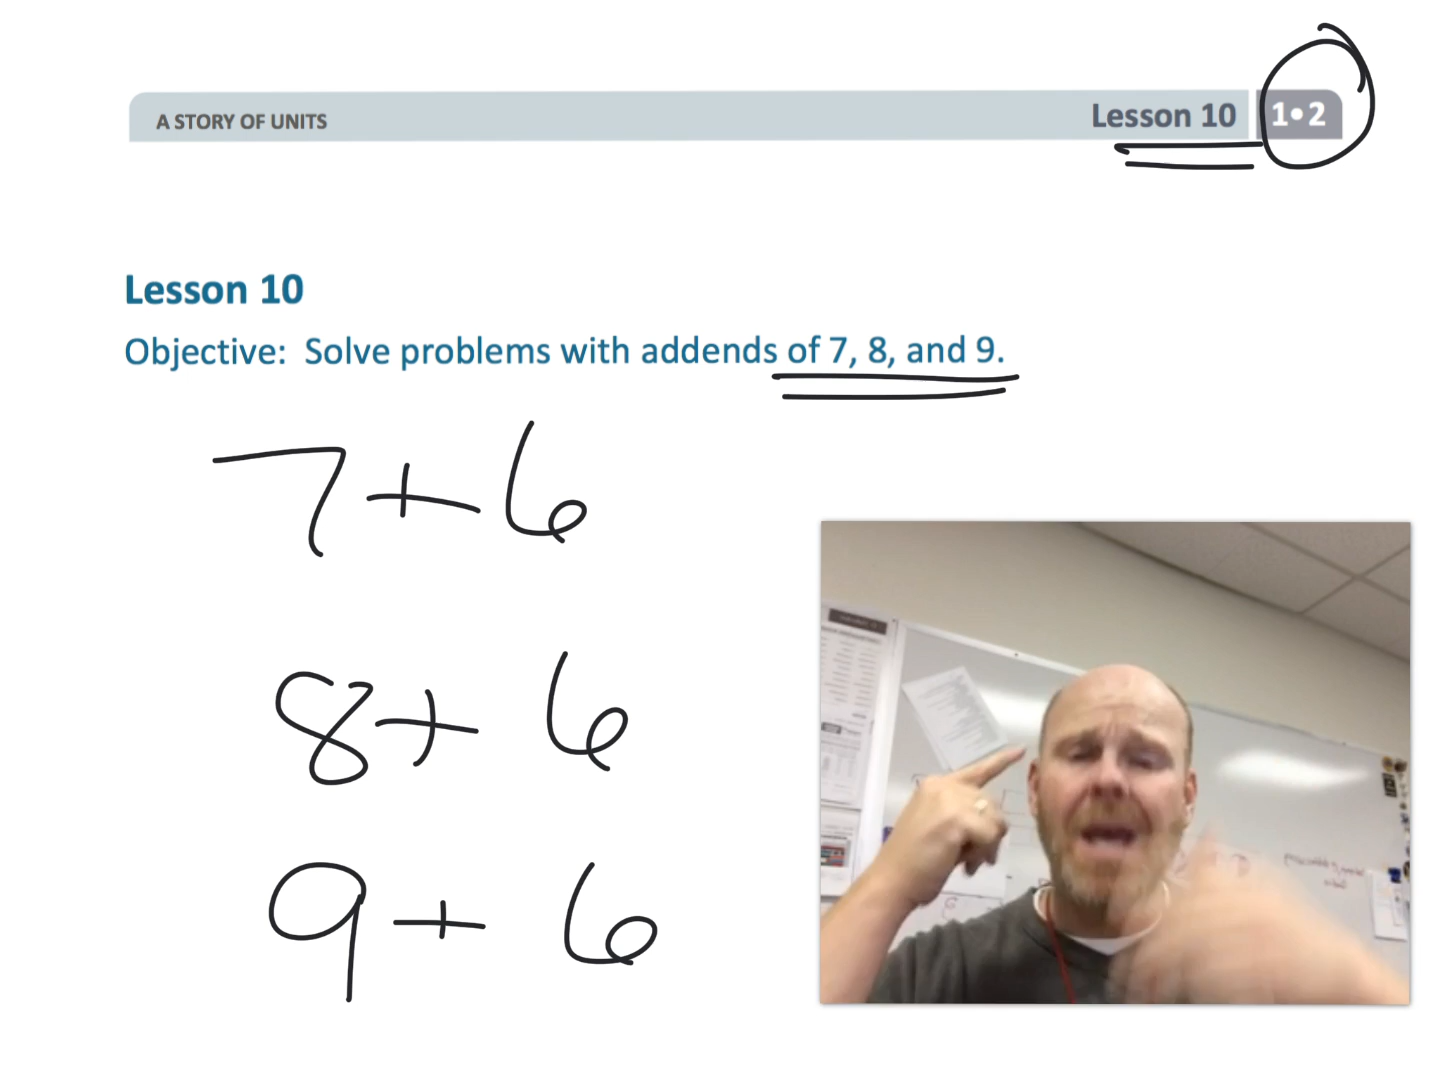 A STORY OF UNITS
Lesson 10 1•2
Lesson 10
Objective: Solve problems with addends of 7, 8, and 9.
7+6
8+6
9+6